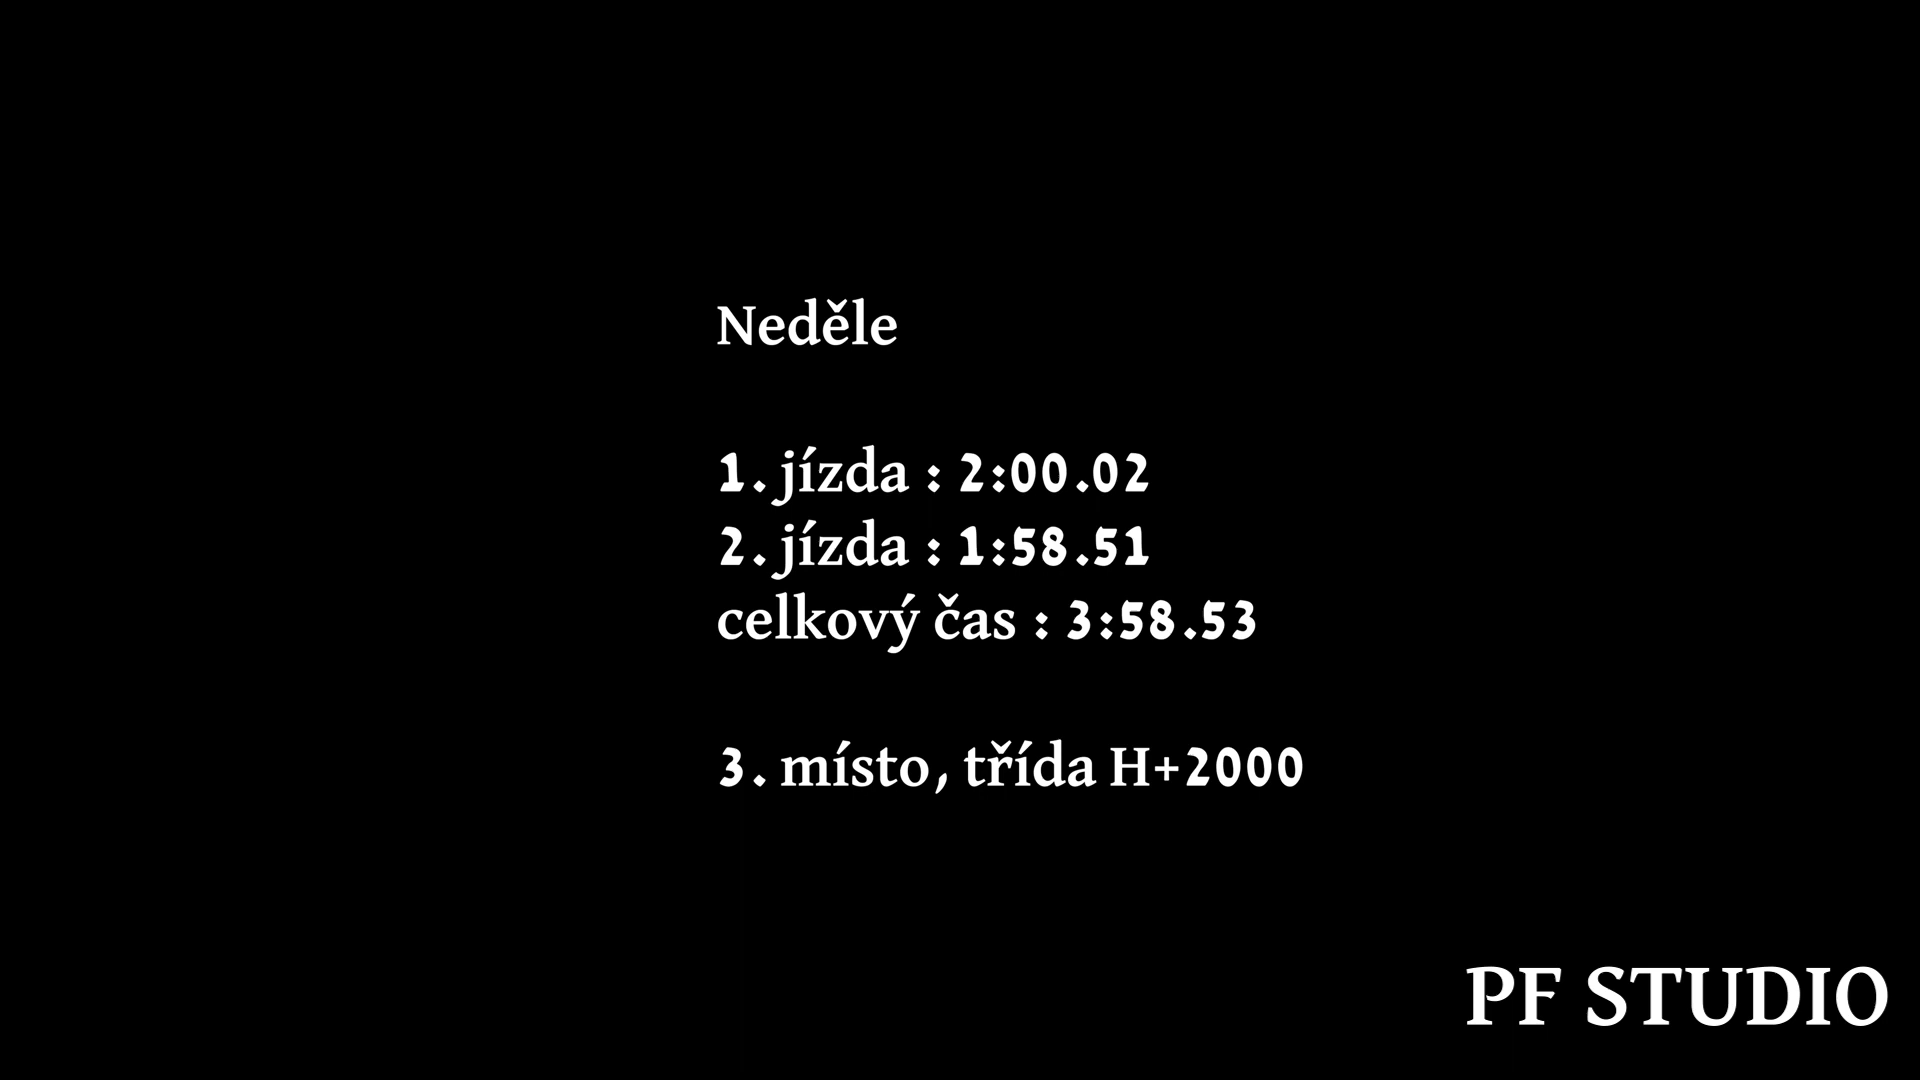 Neděle
1. jízda : 2:00.02
2. jízda : 1:58.51
celkový čas : 3:58.53
3. místo, třída H+2000
PF STUDIO